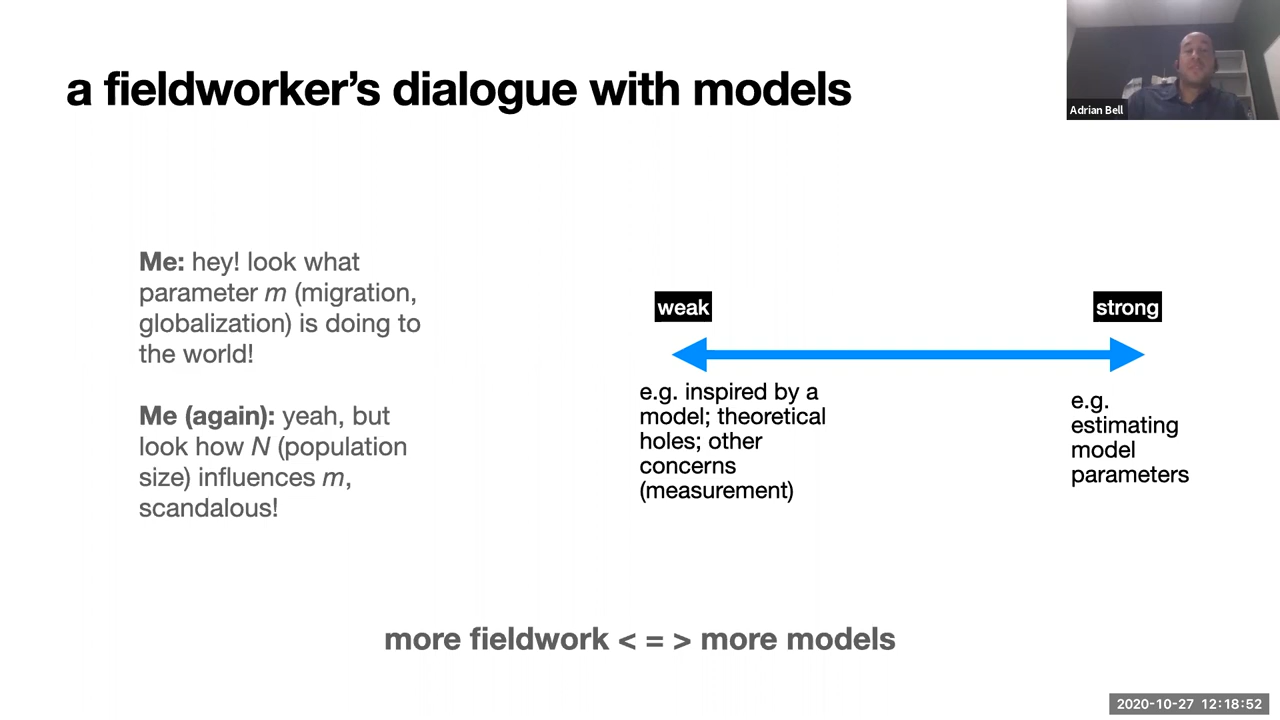 a fieldworker’s dialogue with models
Adrian Bell
Me: hey! look what
parameter m (migration,
globalization) is doing to
the world!
Me (again): yeah, but
look how N (population
size) influences m,
scandalous!
weak
strong
e.g. inspired by a
model; theoretical
holes; other
concerns
(measurement)
e.g.
estimating
model
parameters
more fieldwork < = > more models
2020-10-27 12:18:52